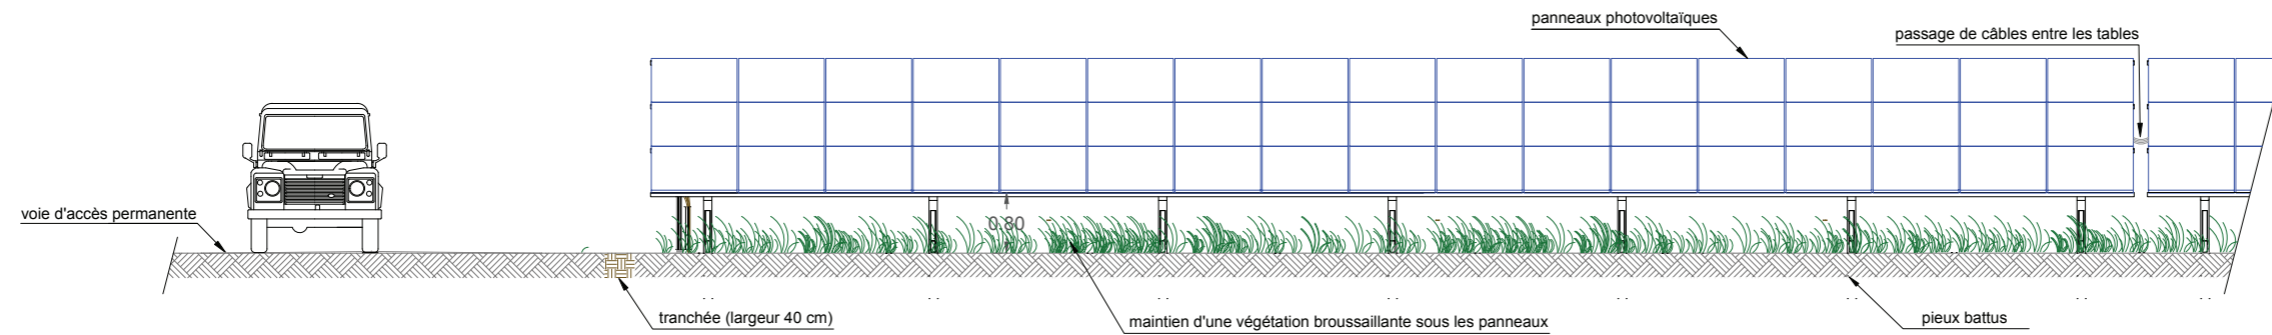 panneaux photovoltaïques
passage de câbles entre les tables
voie d'accès permanente
0.80
tranchée (largeur 40 cm)
maintien d'une végétation broussaillante sous les panneaux
pieux battus